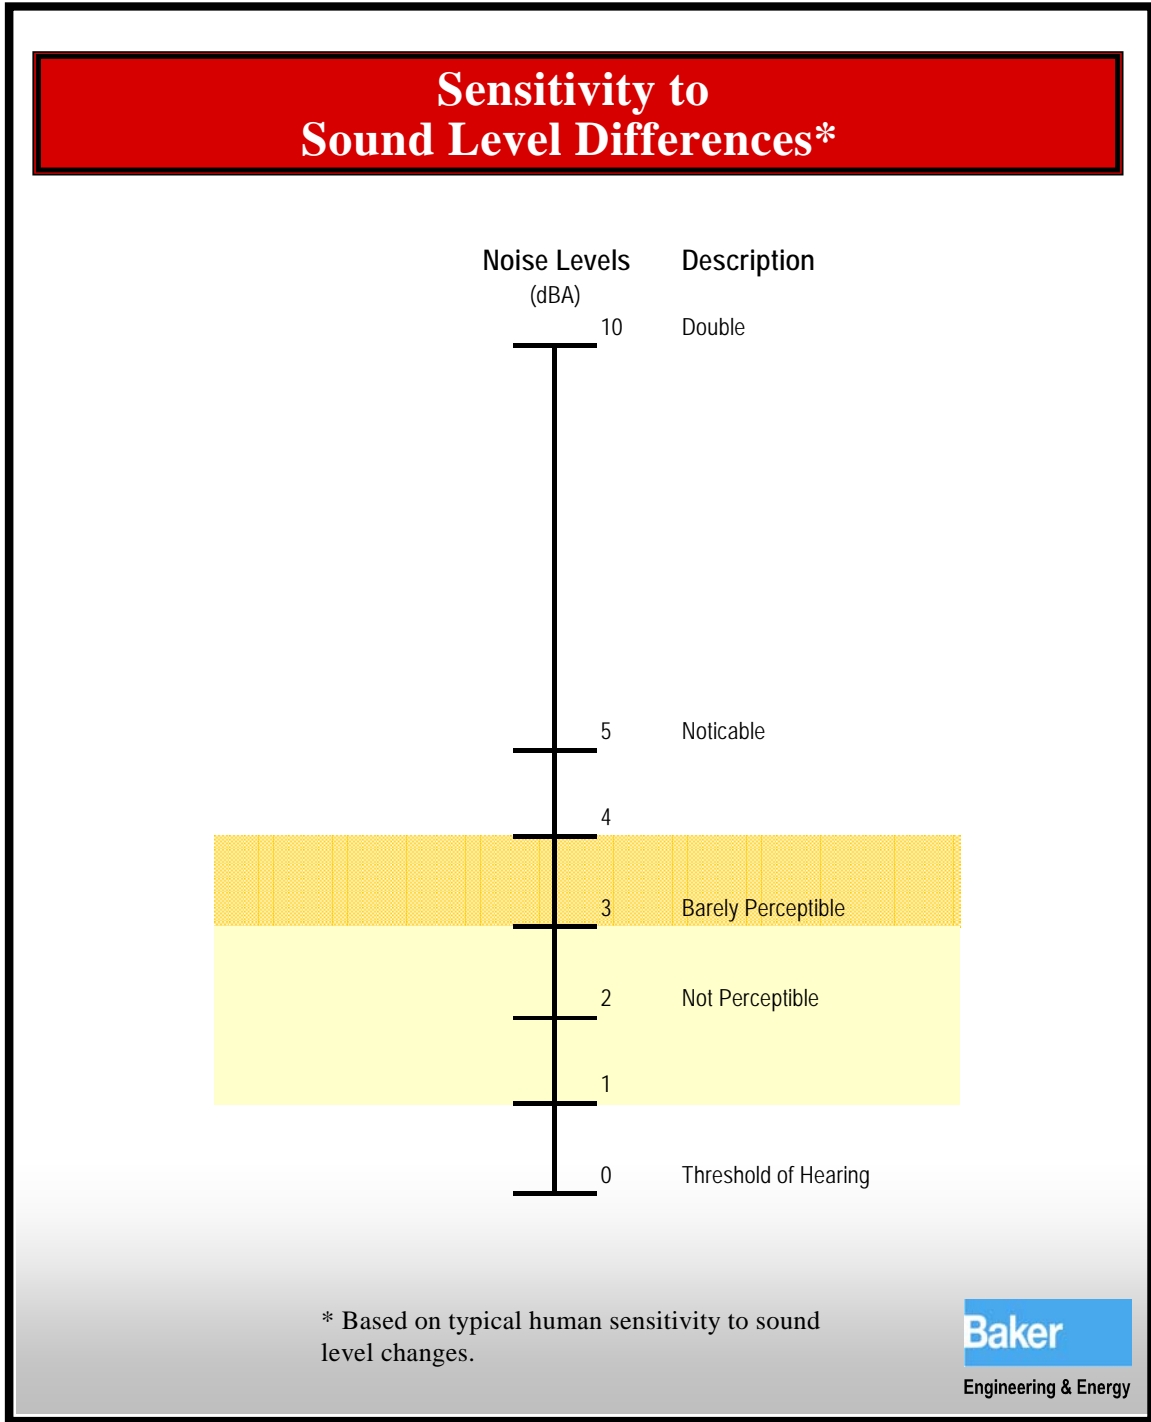 Sensitivity to
Sound Level Differences*
Noise Levels Description
(dBA)
10 Double
5 Noticable
4
3 Barely Perceptible
2 Not Perceptible
1
0 Threshold of Hearing
* Based on typical human sensitivity to sound
level changes.
Baker
Engineering & Energy